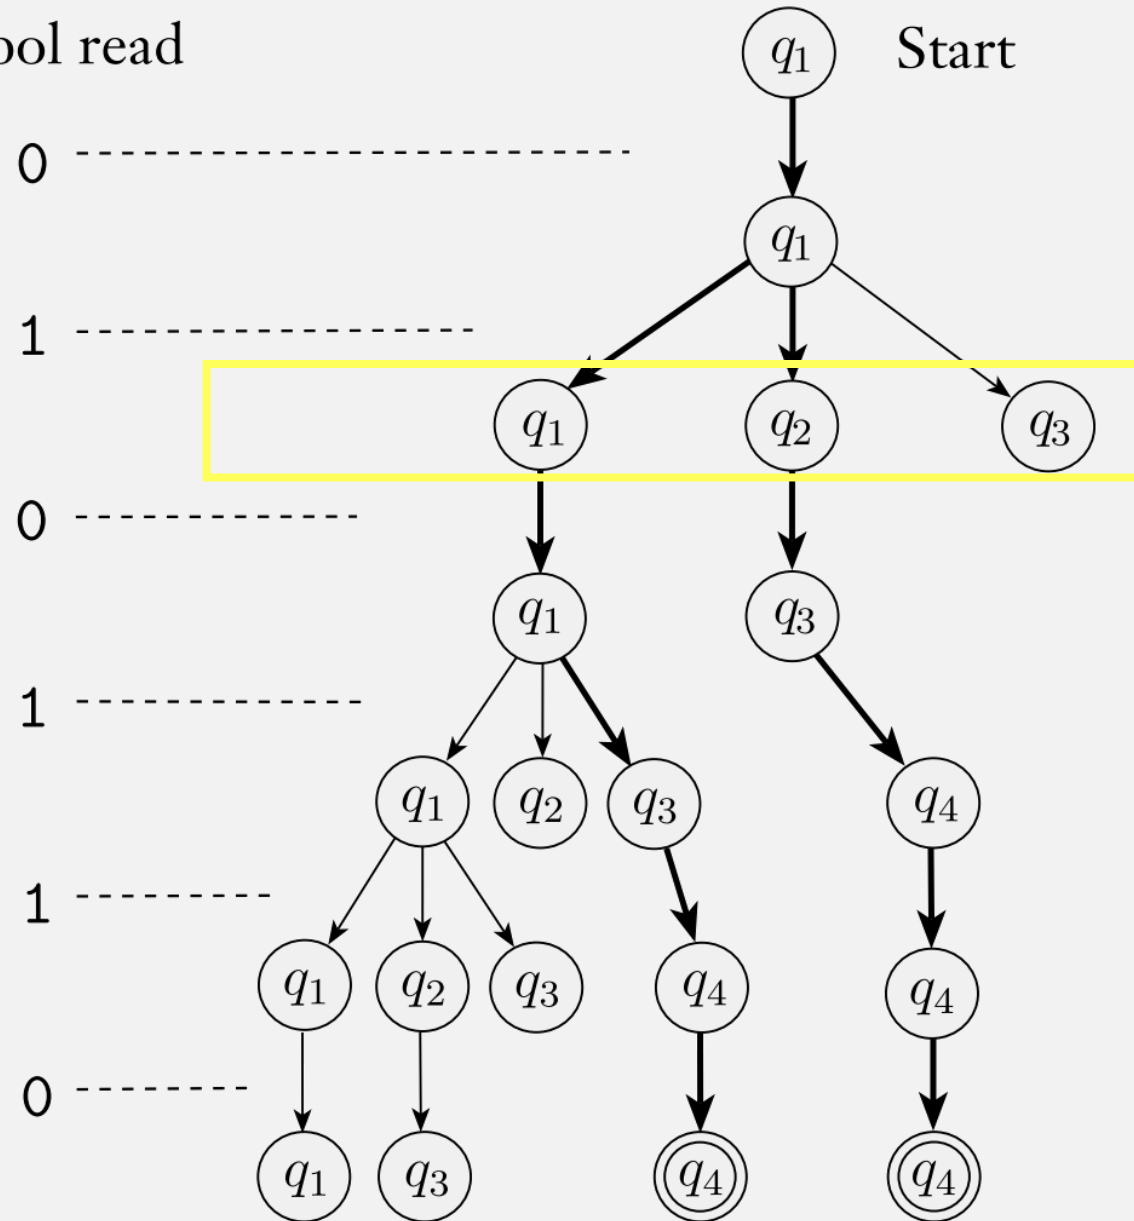 ool read
q₁ Start
0
q₁
1
q₁ q₂ q₃
0
q₁ q₃
1
q₁ q₂ q₃ q₄
1
q₁ q₂ q₃ q₄ q₄
0
q₁ q₃ q₄ q₄